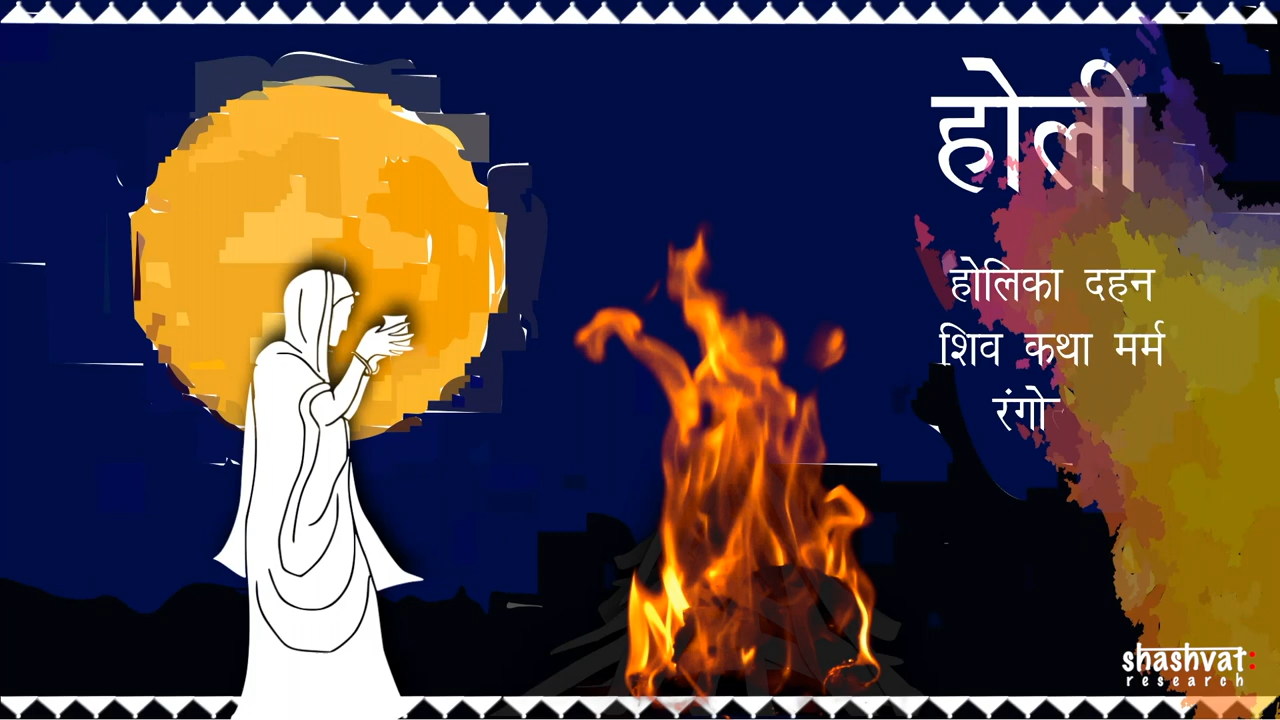 होली
होलिका दहन
शिव कथा मर्म
रंगो
shashvat:
research